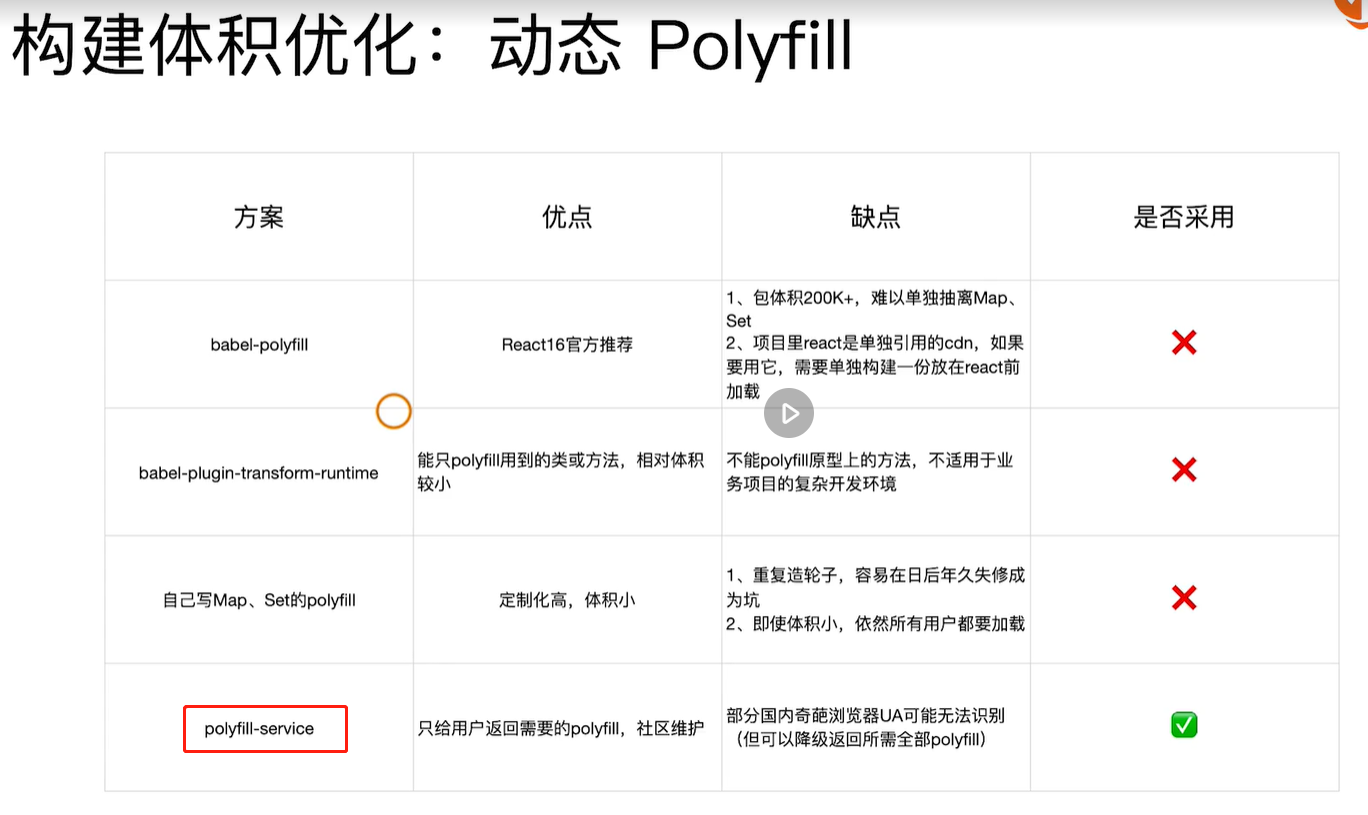 构建体积优化：动态 Polyfill
方案
优点
缺点
是否采用
babel-polyfill
React16官方推荐
1、包体积200K+，难以单独抽离Map、
Set
2、项目里react是单独引用的cdn，如果
要用它，需要单独构建一份放在react前
加载
babel-plugin-transform-runtime
能只polyfill用到的类或方法，相对体积
较小
不能polyfill原型上的方法，不适用于业
务项目的复杂开发环境
自己写Map、Set的polyfill
定制化高，体积小
1、重复造轮子，容易在日后年久失修成
为坑
2、即使体积小，依然所有用户都要加载
polyfill-service
只给用户返回需要的polyfill，社区维护
部分国内奇葩浏览器UA可能无法识别
（但可以降级返回所需全部polyfill）